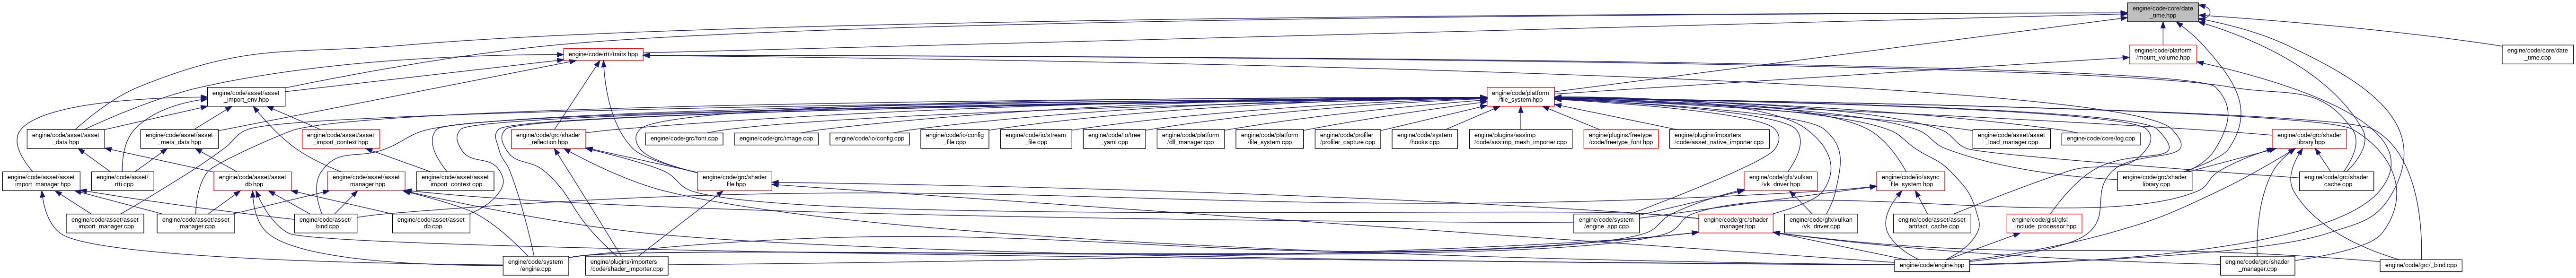 engine/code/core/date
_time.hpp
engine/code/rtti/traits.hpp
engine/code/platform
/mount_volume.hpp
engine/code/core/date
_time.cpp
engine/code/asset/asset
_import_env.hpp
engine/code/platform
/file_system.hpp
engine/code/asset/asset
_data.hpp
engine/code/asset/asset
_meta_data.hpp
engine/code/asset/asset
_import_context.hpp
engine/code/grc/shader
_reflection.hpp
engine/code/grc/font.cpp
engine/code/grc/image.cpp
engine/code/io/config.cpp
engine/code/io/config
_file.cpp
engine/code/io/stream
_file.cpp
engine/code/io/tree
_yaml.cpp
engine/code/platform
/dll_manager.cpp
engine/code/platform
/file_system.cpp
engine/code/profiler
/profiler_capture.cpp
engine/code/system
/hooks.cpp
engine/plugins/assimp
/code/assimp_mesh_importer.cpp
engine/plugins/freetype
/code/freetype_font.hpp
engine/plugins/importers
/code/asset_native_importer.cpp
engine/code/asset/asset
_load_manager.cpp
engine/code/core/log.cpp
engine/code/grc/shader
_library.hpp
engine/code/asset/asset
_import_manager.hpp
engine/code/asset/
_rtti.cpp
engine/code/asset/asset
_db.hpp
engine/code/asset/asset
_manager.hpp
engine/code/asset/asset
_import_context.cpp
engine/code/grc/shader
_file.hpp
engine/code/gfx/vulkan
/vk_driver.hpp
engine/code/io/async
_file_system.hpp
engine/code/grc/shader
_library.cpp
engine/code/grc/shader
_cache.cpp
engine/code/asset/asset
_import_manager.cpp
engine/code/asset/asset
_manager.cpp
engine/code/asset/
_bind.cpp
engine/code/asset/asset
_db.cpp
engine/code/system
/engine_app.cpp
engine/code/grc/shader
_manager.hpp
engine/code/gfx/vulkan
/vk_driver.cpp
engine/code/asset/asset
_artifact_cache.cpp
engine/code/glsl/glsl
_include_processor.hpp
engine/code/system
/engine.cpp
engine/plugins/importers
/code/shader_importer.cpp
engine/code/engine.hpp
engine/code/grc/shader
_manager.cpp
engine/code/grc/_bind.cpp